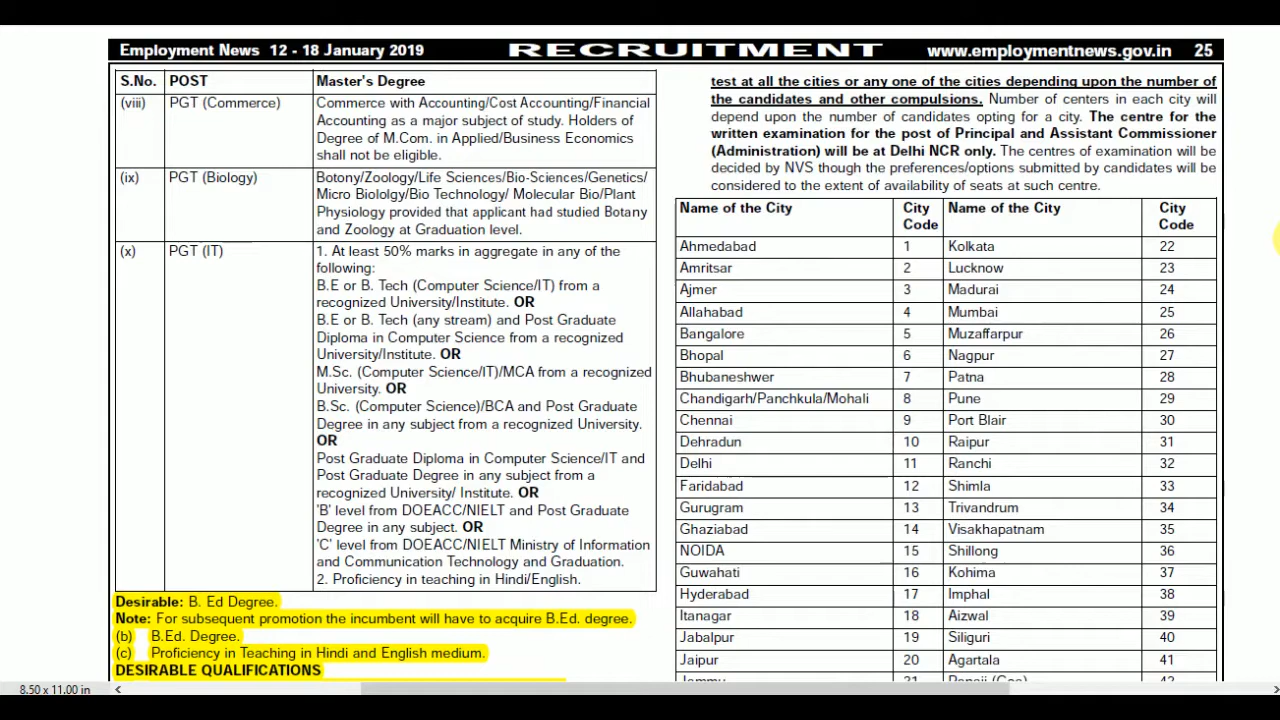 Employment News 12 - 18 January 2019 RECRUITMENT www.employmentnews.gov.in 25
S.No. POST Master's Degree
(viii) PGT (Commerce) Commerce with Accounting/Cost Accounting/Financial
Accounting as a major subject of study. Holders of
Degree of M.Com. in Applied/Business Economics
shall not be eligible.
(ix) PGT (Biology) Botony/Zoology/Life Sciences/Bio-Sciences/Genetics/
Micro Biololgy/Bio Technology/ Molecular Bio/Plant
Physiology provided that applicant had studied Botany
and Zoology at Graduation level.
(x) PGT (IT) 1. At least 50% marks in aggregate in any of the
following:
B.E or B. Tech (Computer Science/IT) from a
recognized University/Institute. OR
B.E or B. Tech (any stream) and Post Graduate
Diploma in Computer Science from a recognized
University/Institute. OR
M.Sc. (Computer Science/IT)/MCA from a recognized
University. OR
B.Sc. (Computer Science)/BCA and Post Graduate
Degree in any subject from a recognized University.
OR
Post Graduate Diploma in Computer Science/IT and
Post Graduate Degree in any subject from a
recognized University/ Institute. OR
'B' level from DOEACC/NIELT and Post Graduate
Degree in any subject. OR
'C' level from DOEACC/NIELT Ministry of Information
and Communication Technology and Graduation.
2. Proficiency in teaching in Hindi/English.
Desirable: B. Ed Degree.
Note: For subsequent promotion the incumbent will have to acquire B.Ed. degree.
(b) B.Ed. Degree.
(c) Proficiency in Teaching in Hindi and English medium.
DESIRABLE QUALIFICATIONS
test at all the cities or any one of the cities depending upon the number of
the candidates and other compulsions. Number of centers in each city will
depend upon the number of candidates opting for a city. The centre for the
written examination for the post of Principal and Assistant Commissioner
(Administration) will be at Delhi NCR only. The centres of examination will be
decided by NVS though the preferences/options submitted by candidates will be
considered to the extent of availability of seats at such centre.
Name of the City City Code Name of the City City Code
Ahmedabad 1 Kolkata 22
Amritsar 2 Lucknow 23
Ajmer 3 Madurai 24
Allahabad 4 Mumbai 25
Bangalore 5 Muzaffarpur 26
Bhopal 6 Nagpur 27
Bhubaneshwer 7 Patna 28
Chandigarh/Panchkula/Mohali 8 Pune 29
Chennai 9 Port Blair 30
Dehradun 10 Raipur 31
Delhi 11 Ranchi 32
Faridabad 12 Shimla 33
Gurugram 13 Trivandrum 34
Ghaziabad 14 Visakhapatnam 35
NOIDA 15 Shillong 36
Guwahati 16 Kohima 37
Hyderabad 17 Imphal 38
Itanagar 18 Aizwal 39
Jabalpur 19 Siliguri 40
Jaipur 20 Agartala 41
Jammu 21 Panaji (Goa) 42
8.50 x 11.00 in